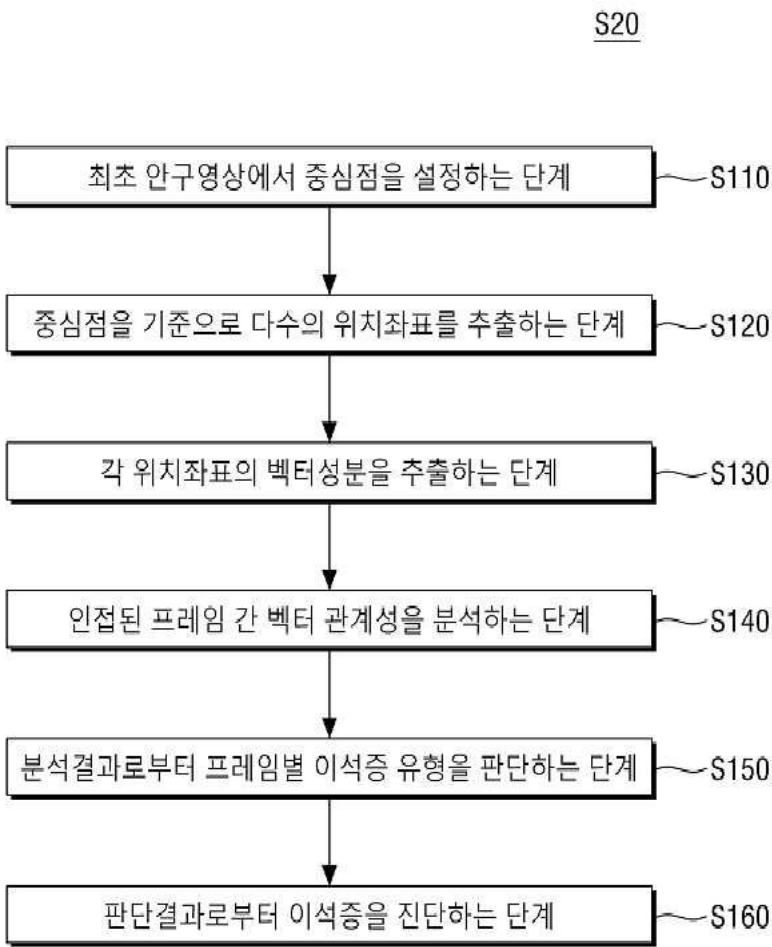 S20
최초 안구영상에서 중심점을 설정하는 단계 S110
중심점을 기준으로 다수의 위치좌표를 추출하는 단계 S120
각 위치좌표의 벡터성분을 추출하는 단계 S130
인접된 프레임 간 벡터 관계성을 분석하는 단계 S140
분석결과로부터 프레임별 이석증 유형을 판단하는 단계 S150
판단결과로부터 이석증을 진단하는 단계 S160